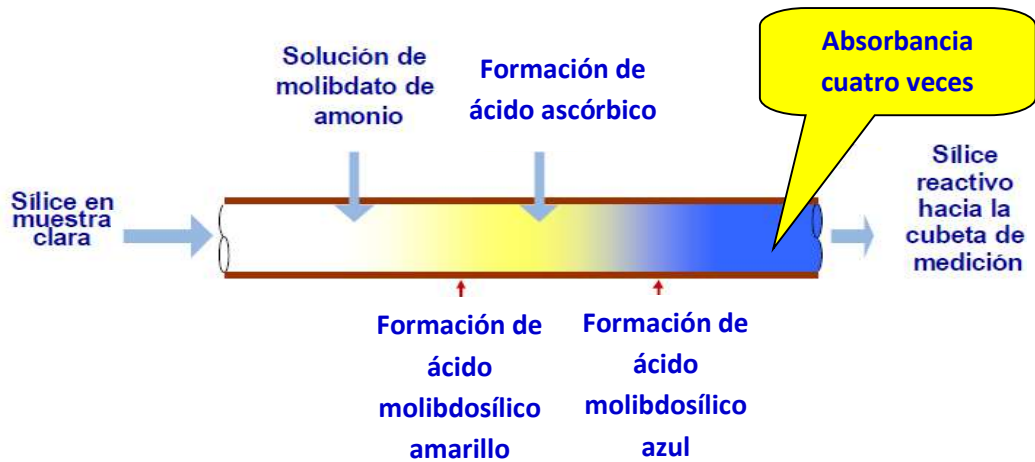 Solución de
molibdato de
amonio
Formación de
ácido ascórbico
Absorbancia
cuatro veces
Sílice en
muestra
clara
Sílice
reactivo
hacia la
cubeta de
medición
Formación de
ácido
molibdosílico
amarillo
Formación de
ácido
molibdosílico
azul